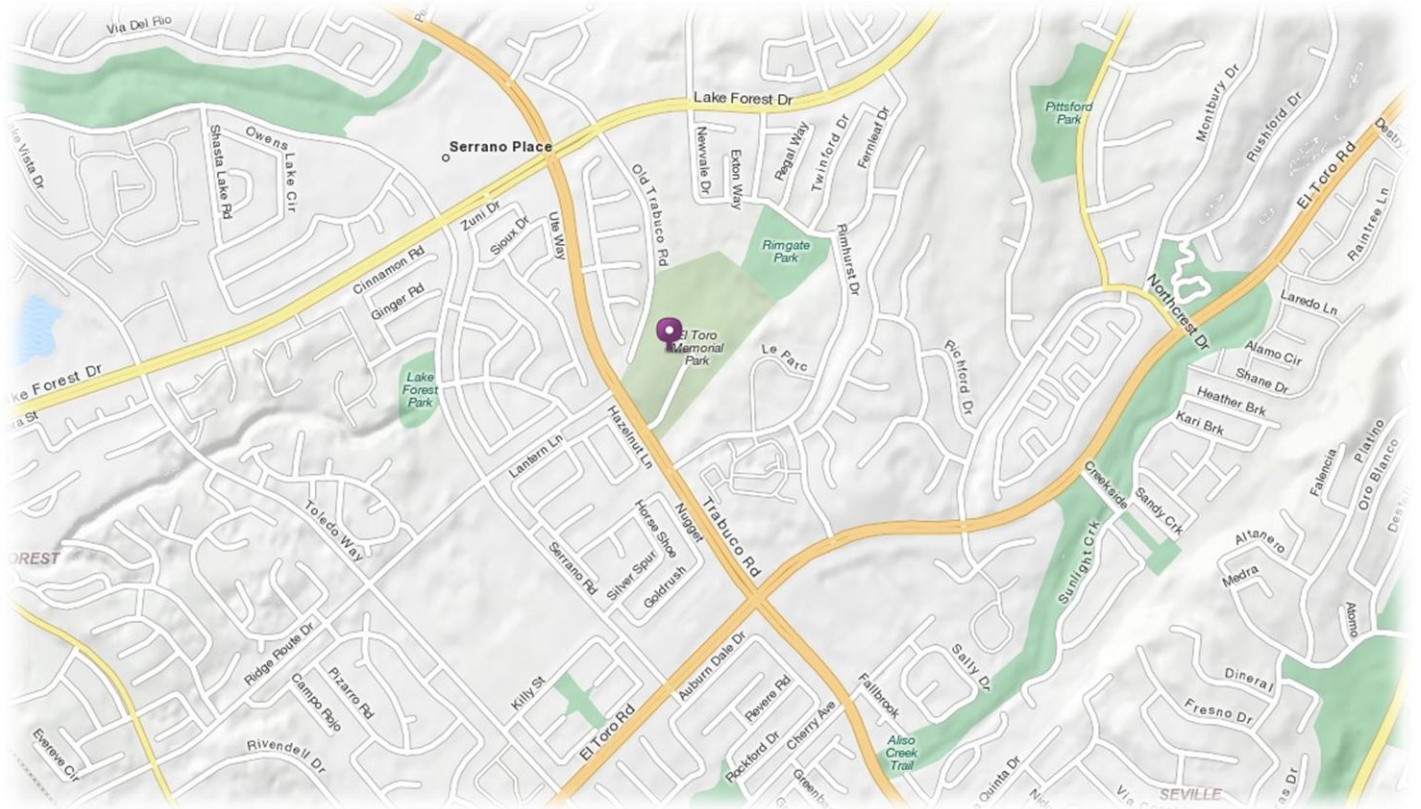 Via Del Rio
Lake Forest Dr
Pittsford
Park
Montbury Dr
Rushford Dr
El Toro Rd
Raintree Ln
Serrano Place
Owens Lake Cir
Shasta Lake Rd
Vista Dr
Newvale Dr
Exton Way
Regal Way
Twinford Dr
Fernleaf Dr
Old Trabuco Rd
Zuni Dr
Sioux Dr
Ute Way
Cinnamon Rd
Ginger Rd
Rimgate
Park
Rimhurst Dr
Northcrest Dr
Laredo Ln
El Toro
Memorial
Park
Le Parc
Richford Dr
Alamo Cir
Shane Dr
Heather Brk
Kari Brk
Forest Dr
Lake
Forest
Park
Hazelnut Ln
Lantern Ln
Falencia
Platino
Oro Blanco
Creekside
Sandy Crk
Sunlight Crk
Toledo Way
Horse Shoe
Nugget
Trabuco Rd
Silver Spur
Goldrush
Serrano Rd
Altanero
Medra
Atomo
OREST
Ridge Route Dr
Campo Rojo
Pizarro Rd
Killy St
Auburn Dale Dr
El Toro Rd
Revere Rd
Cherry Ave
Rockford Dr
Fallbrook
Sally Dr
Dineral
Fresno Dr
Evereve Cir
Rivendell Dr
Aliso
Creek
Trail
Quinta Dr
SEVILLE